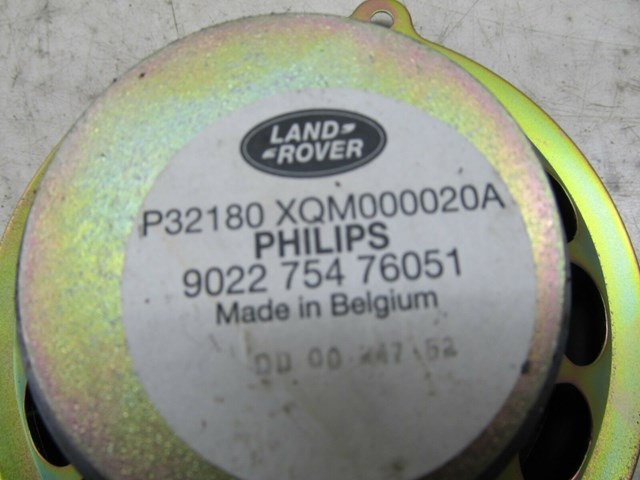 LAND
ROVER
P32180 XQM000020A
PHILIPS
9022 754 76051
Made in Belgium